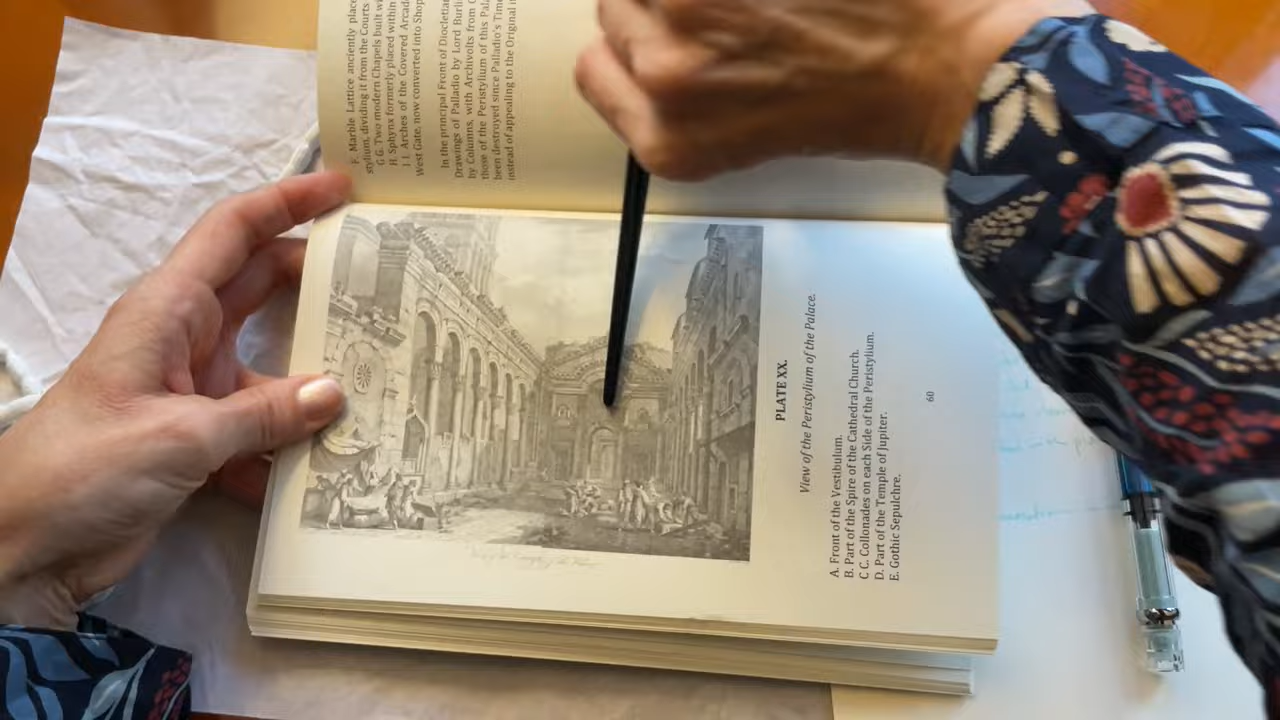 F. Marble Lattice anciently place
stylium, dividing it from the Courts
G G. Two modern Chapels built w
H. Sphynx formerly placed within
I I. Arches of the Covered Arcad
West Gate, now converted into Shop
In the principal Front of Diocletian
Drawings of Palladio by Lord Burli
by Columns, with Archivolts from C
those of the Peristylium of this Pala
been destroyed since Palladio's Time
instead of appealing to the Original i
PLATE XX.
View of the Peristylium of the Palace.
A. Front of the Vestibulum.
B. Part of the Spire of the Cathedral Church.
C C. Collonades on each Side of the Peristylium.
D. Part of the Temple of Jupiter.
E. Gothic Sepulchre.
60